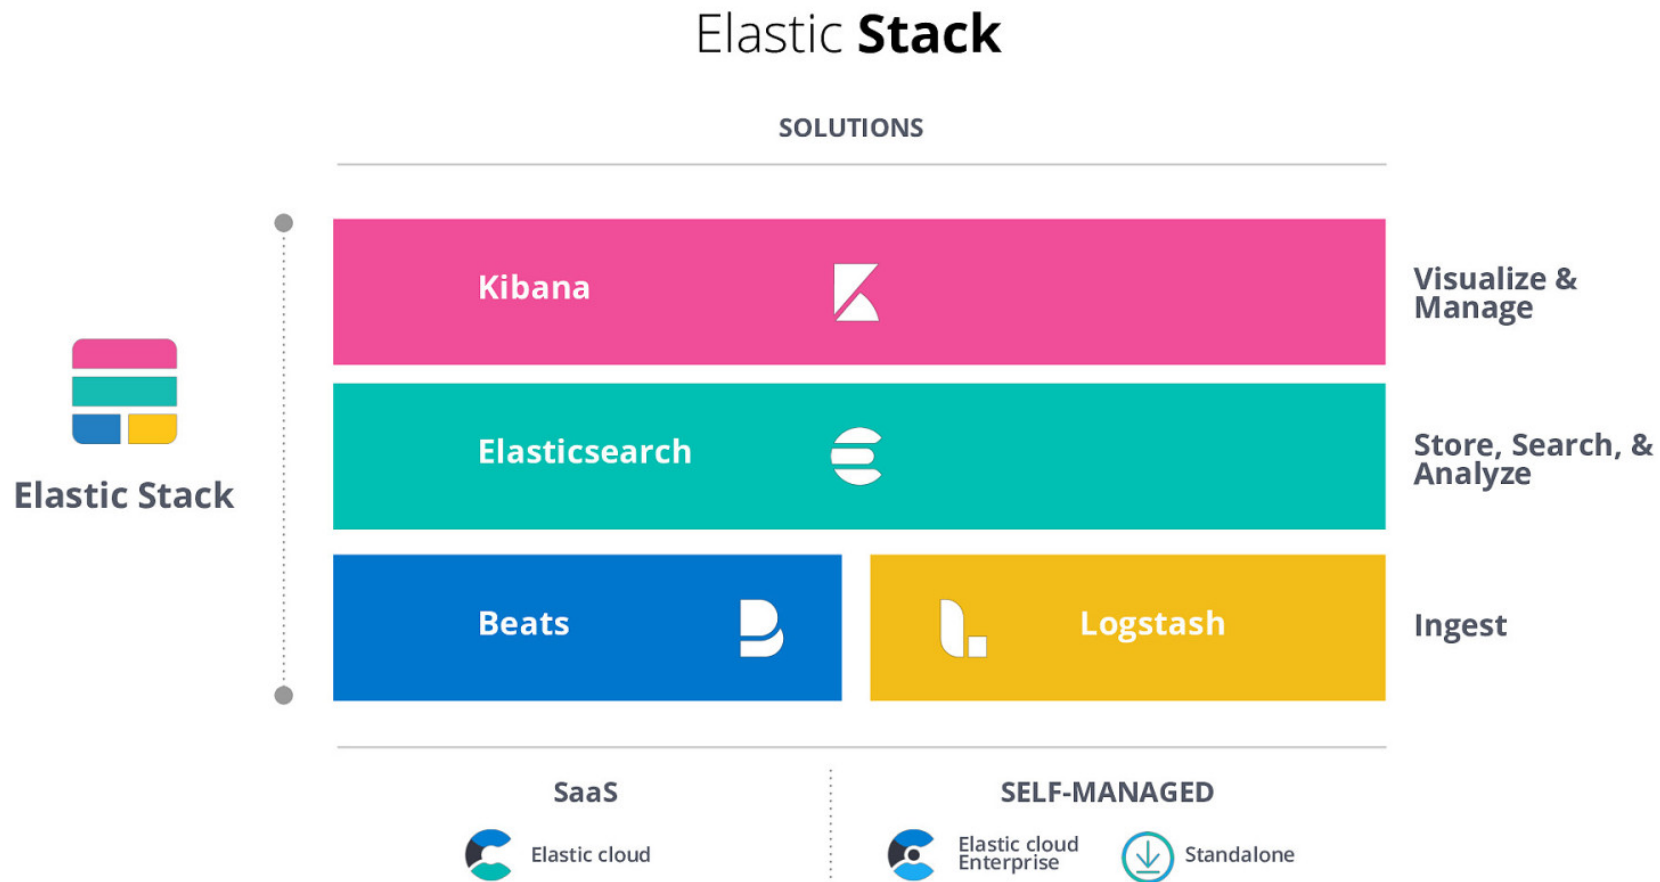 Elastic Stack
SOLUTIONS
Kibana
Visualize &
Manage
Elasticsearch
Store, Search, &
Analyze
Elastic Stack
Beats
Logstash
Ingest
SaaS
SELF-MANAGED
Elastic cloud
Elastic cloud
Enterprise
Standalone